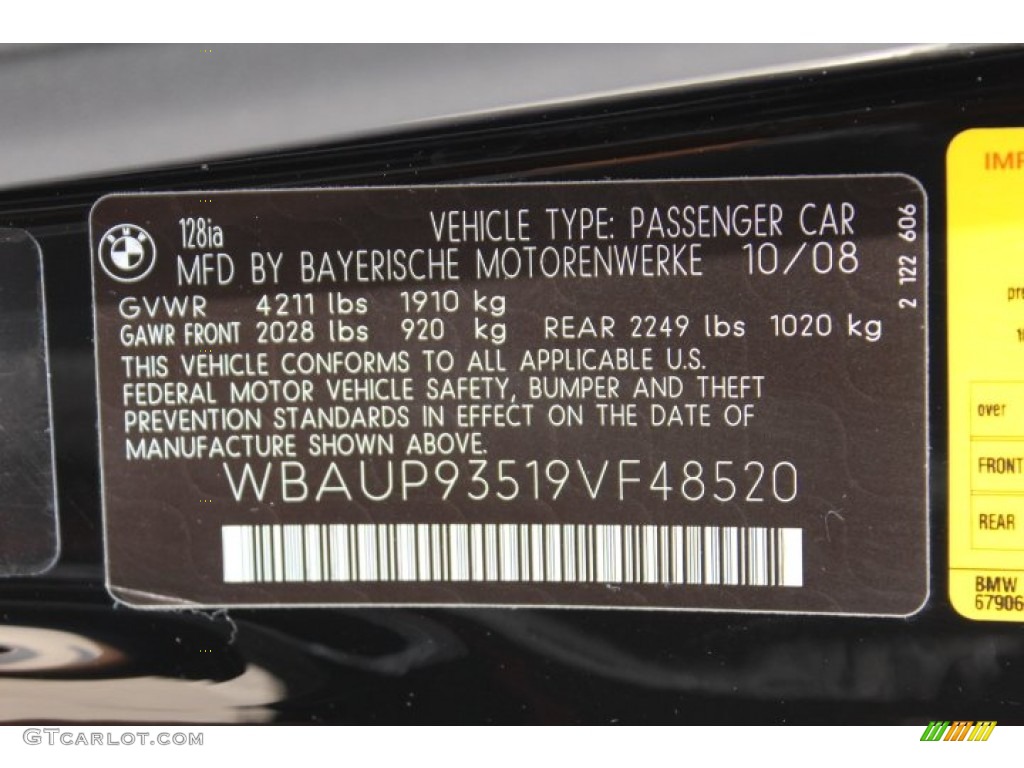 128ia
VEHICLE TYPE: PASSENGER CAR
MFD BY BAYERISCHE MOTORENWERKE 10/08
GVWR 4211 lbs 1910 kg
GAWR FRONT 2028 lbs 920 kg REAR 2249 lbs 1020 kg
THIS VEHICLE CONFORMS TO ALL APPLICABLE U.S.
FEDERAL MOTOR VEHICLE SAFETY, BUMPER AND THEFT
PREVENTION STANDARDS IN EFFECT ON THE DATE OF
MANUFACTURE SHOWN ABOVE.
WBAUP93519VF48520
2 122 606
BMW
over
FRONT
REAR
BMW
67906
GTCARLOT.COM